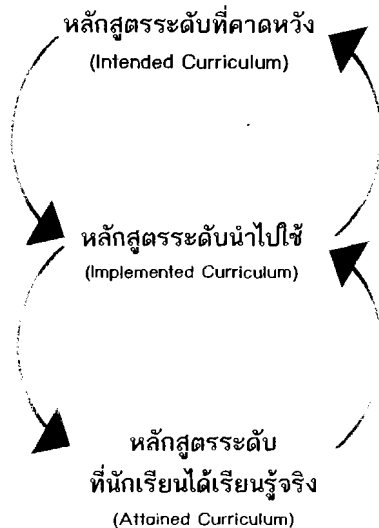 หลักสูตรระดับที่คาดหวัง
(Intended Curriculum)
หลักสูตรระดับนำไปใช้
(Implemented Curriculum)
หลักสูตรระดับ
ที่นักเรียนได้เรียนรู้จริง
(Attained Curriculum)